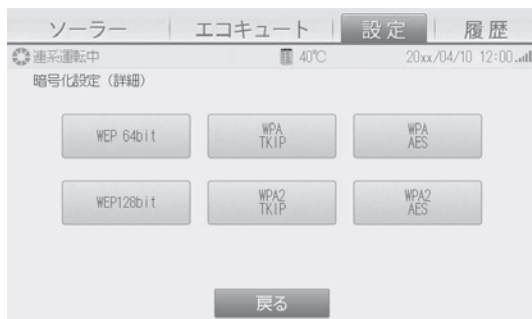 ソーラー エコキュート 設定 履歴
連系運転中 40℃ 20xx/04/10 12:00
暗号化設定（詳細）
WEP 64bit WPA TKIP WPA AES
WEP128bit WPA2 TKIP WPA2 AES
戻る